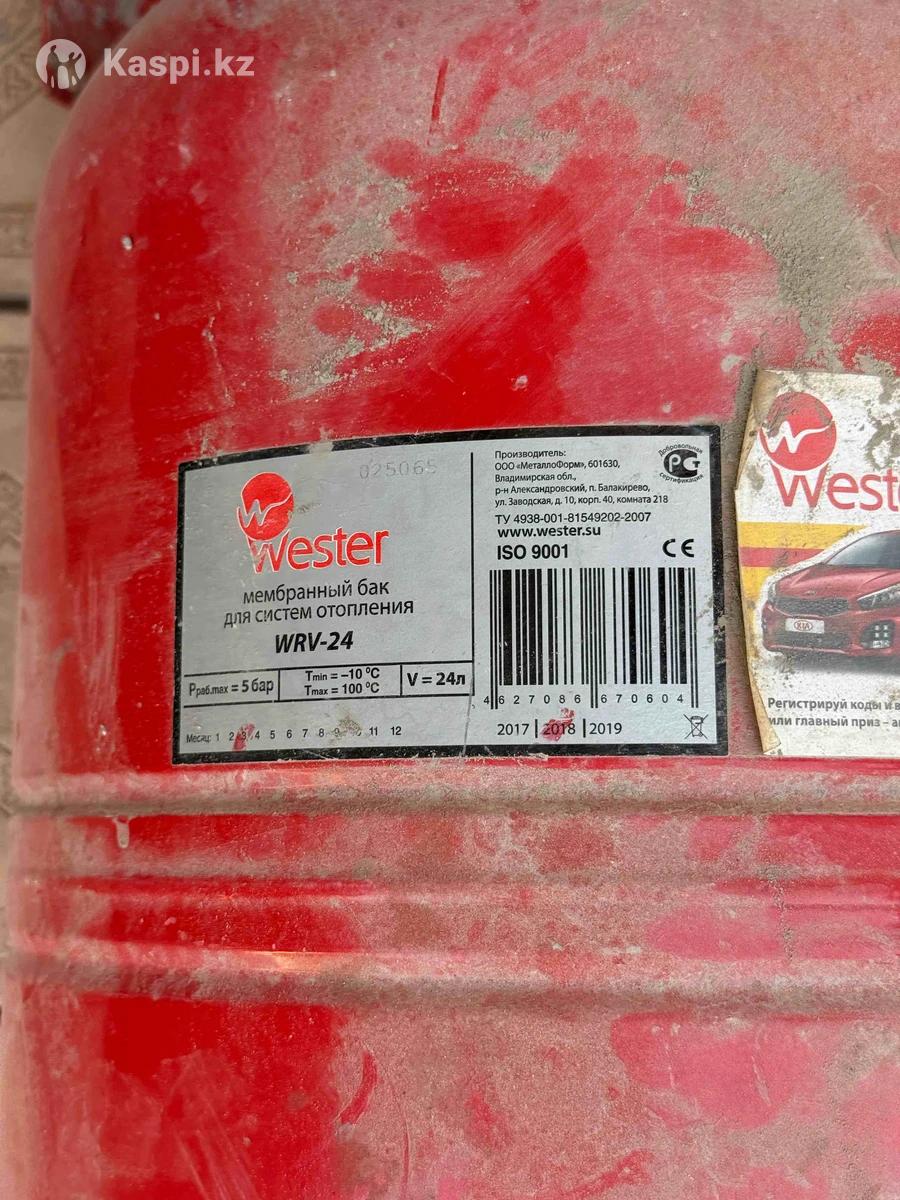 Kaspi.kz
025065
Wester
мембранный бак
для систем отопления
WRV-24
Pраб.max = 5 бар
Tmin = –10 °C
Tmax = 100 °C
V = 24л
Месяц: 1 2 3 4 5 6 7 8 9 11 12
Производитель:
ООО «МеталлоФорм», 601630,
Владимирская обл.,
р-н Александровский, п. Балакирево,
ул. Заводская, д. 10, корп. 40, комната 218
ТУ 4938-001-81549202-2007
www.wester.su
ISO 9001
CE
Добровольная
РСТ
сертификация
4 627086 670604
2017 | 2018 | 2019
Weste
KIA
Регистрируй коды и в
или главный приз – а